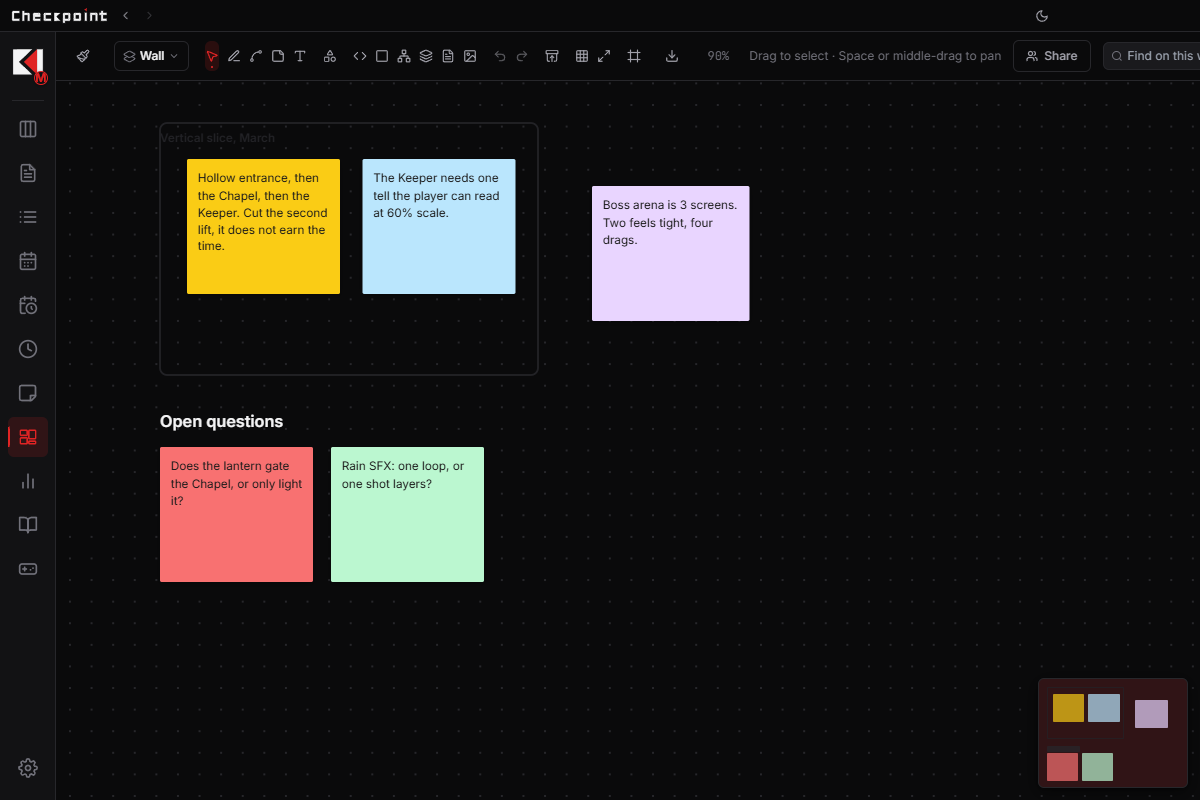 Checkpoint
M
Wall
90%
Drag to select · Space or middle-drag to pan
Share
Find on this
Vertical slice, March
Hollow entrance, then
the Chapel, then the
Keeper. Cut the second
lift, it does not earn the
time.
The Keeper needs one
tell the player can read
at 60% scale.
Boss arena is 3 screens.
Two feels tight, four
drags.
Open questions
Does the lantern gate
the Chapel, or only light
it?
Rain SFX: one loop, or
one shot layers?